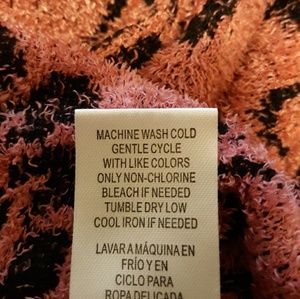 MACHINE WASH COLD
GENTLE CYCLE
WITH LIKE COLORS
ONLY NON-CHLORINE
BLEACH IF NEEDED
TUMBLE DRY LOW
COOL IRON IF NEEDED
LAVAR A MÁQUINA EN
FRÍO Y EN
CICLO PARA
ROPA DELICADA